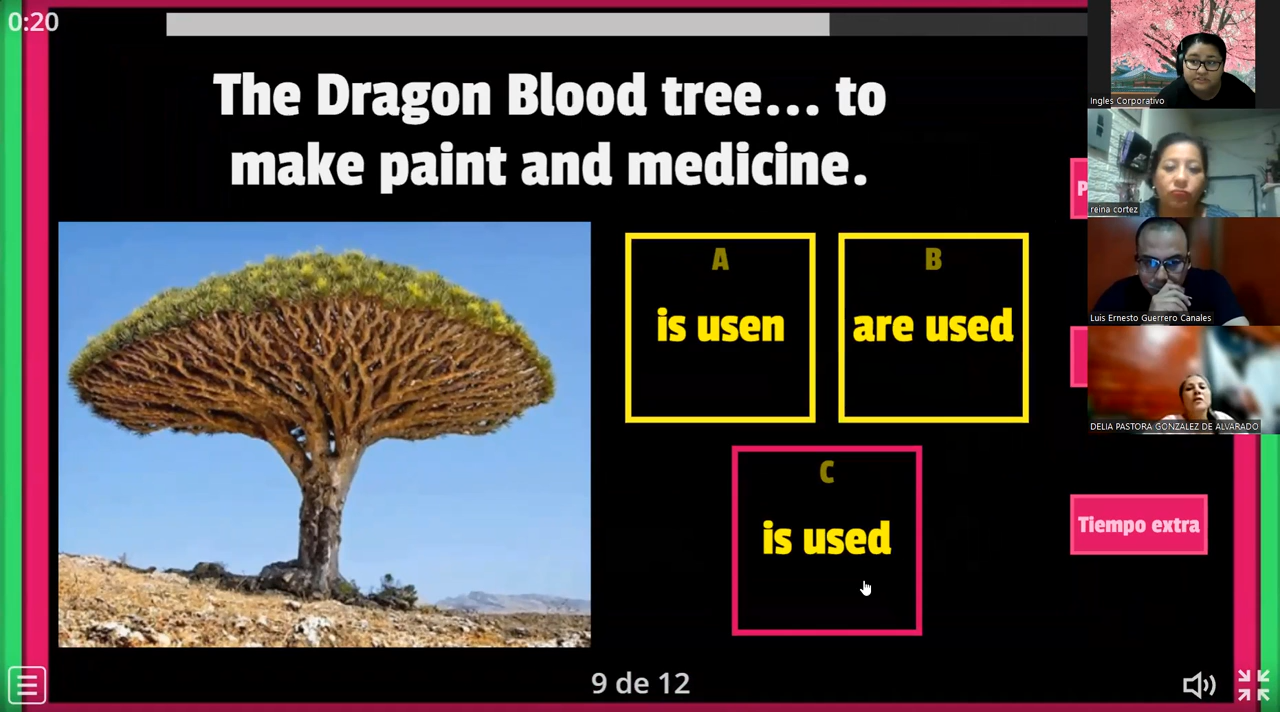 0:20
The Dragon Blood tree... to
make paint and medicine.
A
is usen
B
are used
C
is used
Tiempo extra
9 de 12
Ingles Corporativo
reina cortez
Luis Ernesto Guerrero Canales
DELIA PASTORA GONZALEZ DE ALVARADO